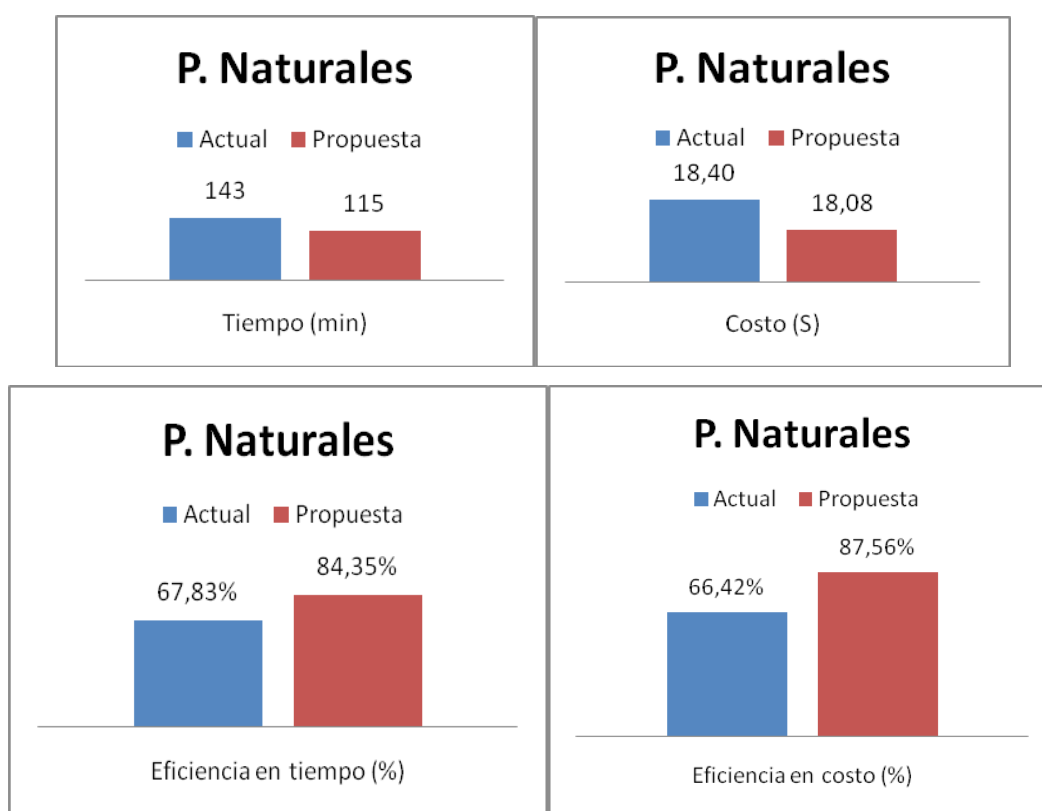 P. Naturales
Actual Propuesta
143
115
Tiempo (min)
P. Naturales
Actual Propuesta
18,40
18,08
Costo (S)
P. Naturales
Actual Propuesta
67,83%
84,35%
Eficiencia en tiempo (%)
P. Naturales
Actual Propuesta
66,42%
87,56%
Eficiencia en costo (%)